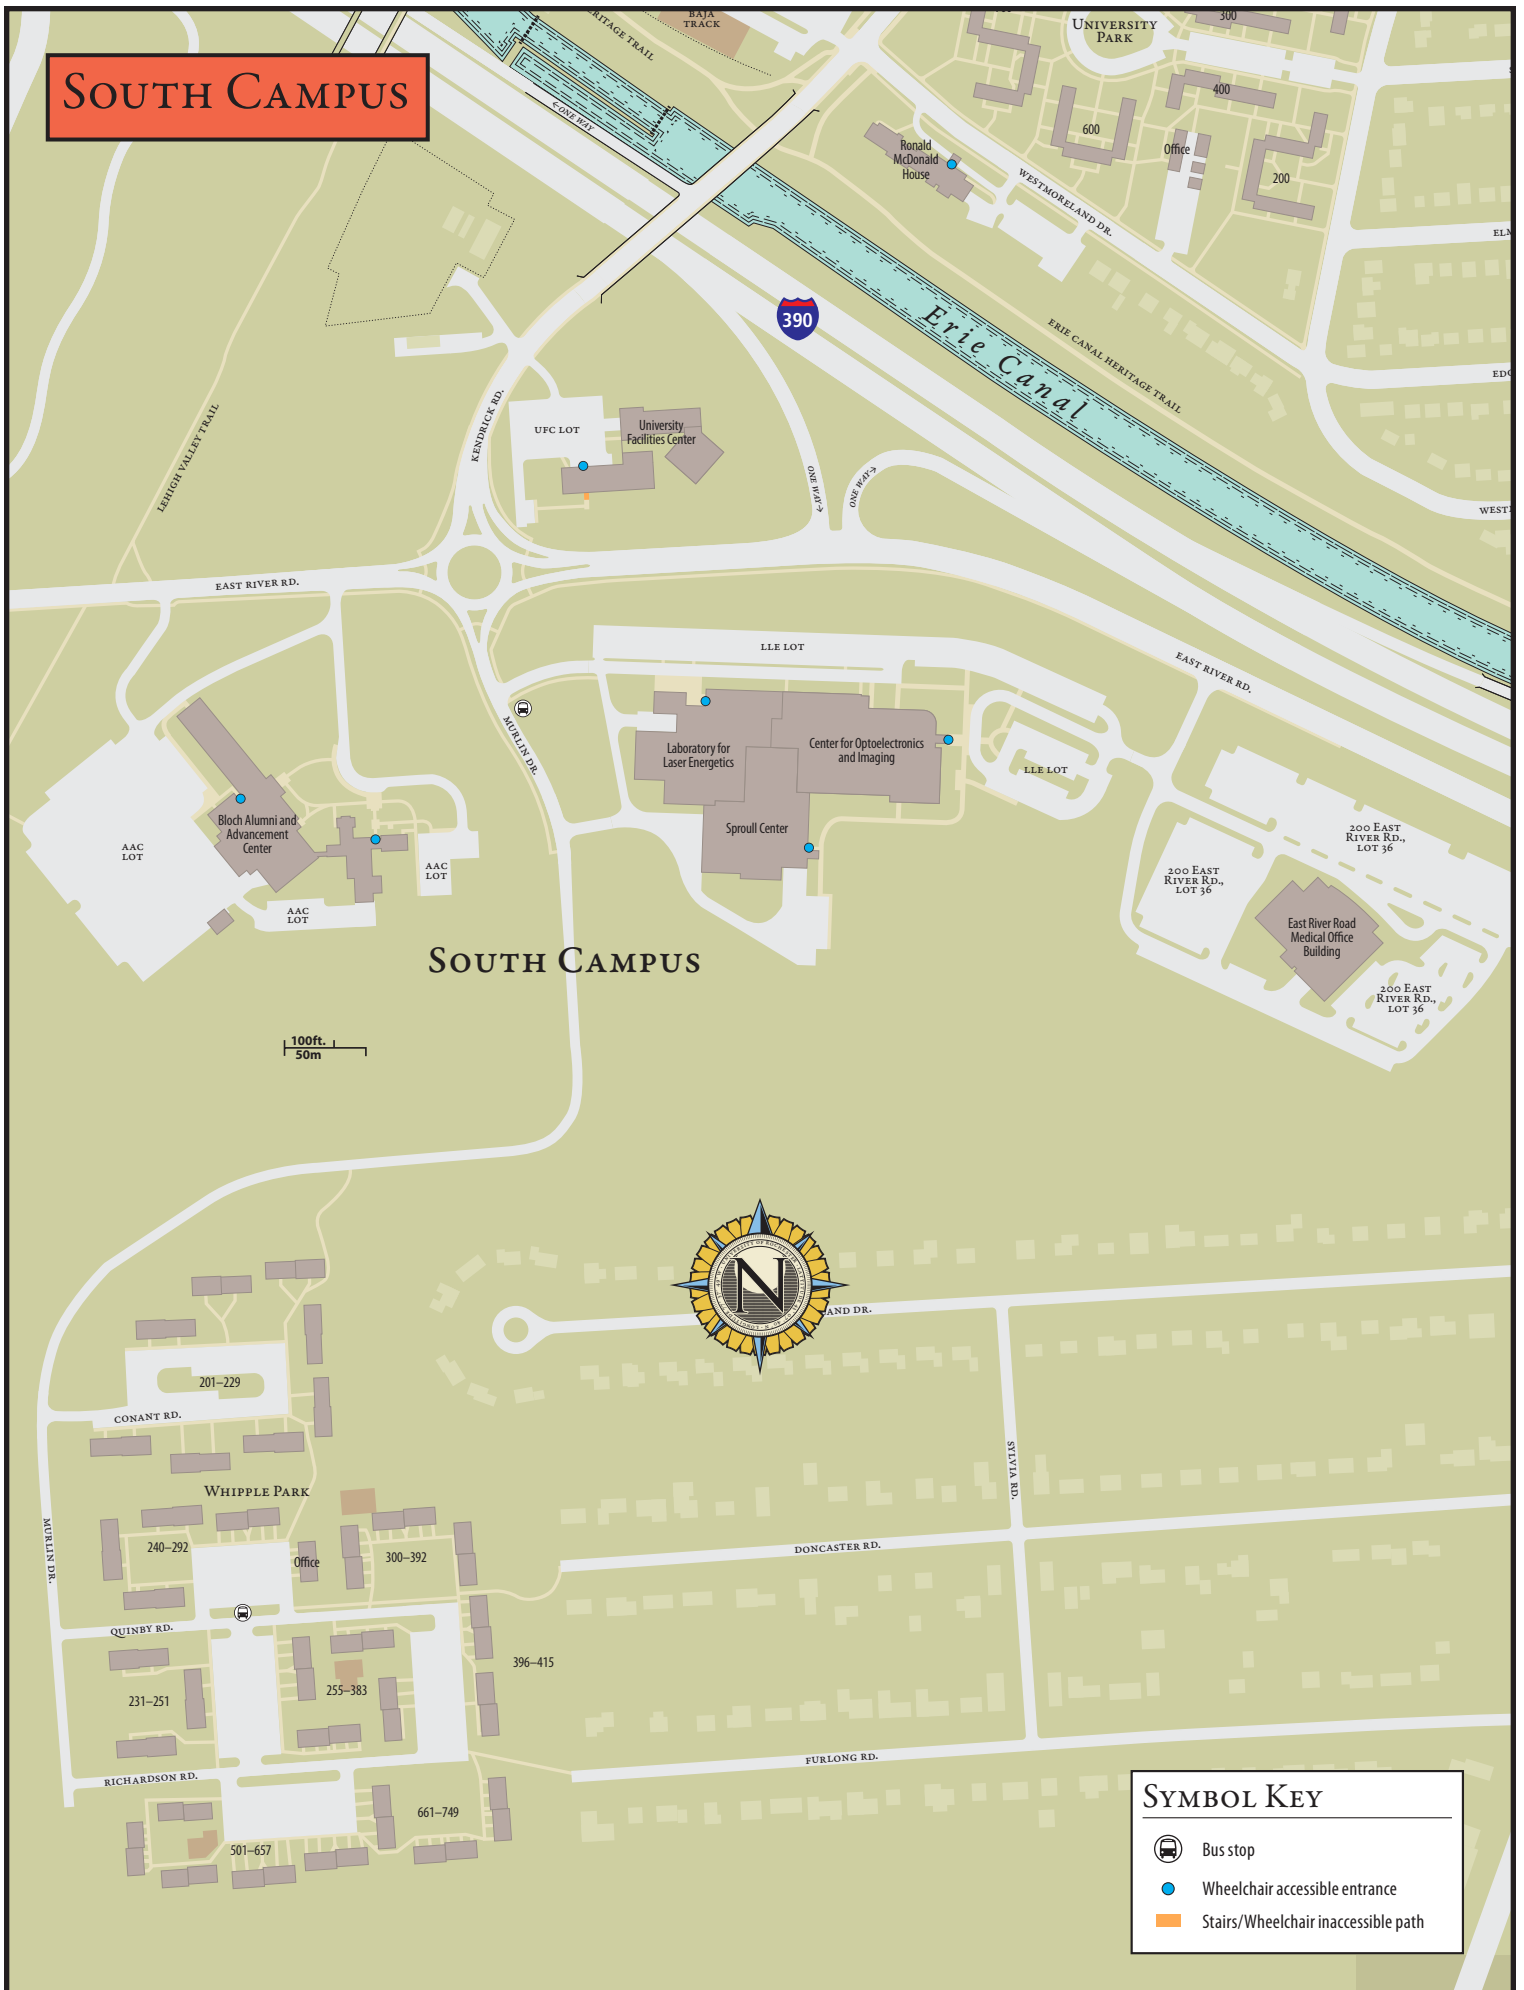 SOUTH CAMPUS
HERITAGE TRAIL
BAJA
TRACK
UNIVERSITY
PARK
300
400
600
Office
200
←ONE WAY
Ronald
McDonald
House
WESTMORELAND DR.
ELM
390
Erie Canal
ERIE CANAL HERITAGE TRAIL
EDG
WEST
LEHIGH VALLEY TRAIL
KENDRICK RD.
UFC LOT
University
Facilities Center
ONE WAY→
ONE WAY→
EAST RIVER RD.
LLE LOT
EAST RIVER RD.
MURLIN DR.
Laboratory for
Laser Energetics
Center for Optoelectronics
and Imaging
LLE LOT
Sproull Center
Bloch Alumni and
Advancement
Center
AAC
LOT
AAC
LOT
AAC
LOT
200 EAST
RIVER RD.,
LOT 36
200 EAST
RIVER RD.,
LOT 36
East River Road
Medical Office
Building
200 EAST
RIVER RD.,
LOT 36
SOUTH CAMPUS
100ft.
50m
N
AND DR.
201–229
CONANT RD.
SYLVIA RD.
WHIPPLE PARK
MURLIN DR.
240–292
Office
300–392
DONCASTER RD.
QUINBY RD.
396–415
231–251
255–383
FURLONG RD.
RICHARDSON RD.
661–749
501–657
SYMBOL KEY
Bus stop
Wheelchair accessible entrance
Stairs/Wheelchair inaccessible path